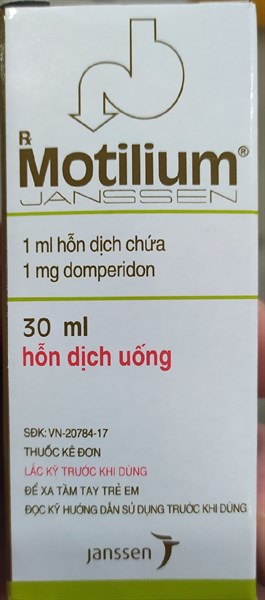 Rx
Motilium®
JANSSEN
1 ml hỗn dịch chứa
1 mg domperidon
30 ml
hỗn dịch uống
SĐK: VN-20784-17
THUỐC KÊ ĐƠN
LẮC KỸ TRƯỚC KHI DÙNG
ĐỂ XA TẦM TAY TRẺ EM
ĐỌC KỸ HƯỚNG DẪN SỬ DỤNG TRƯỚC KHI DÙNG
janssen